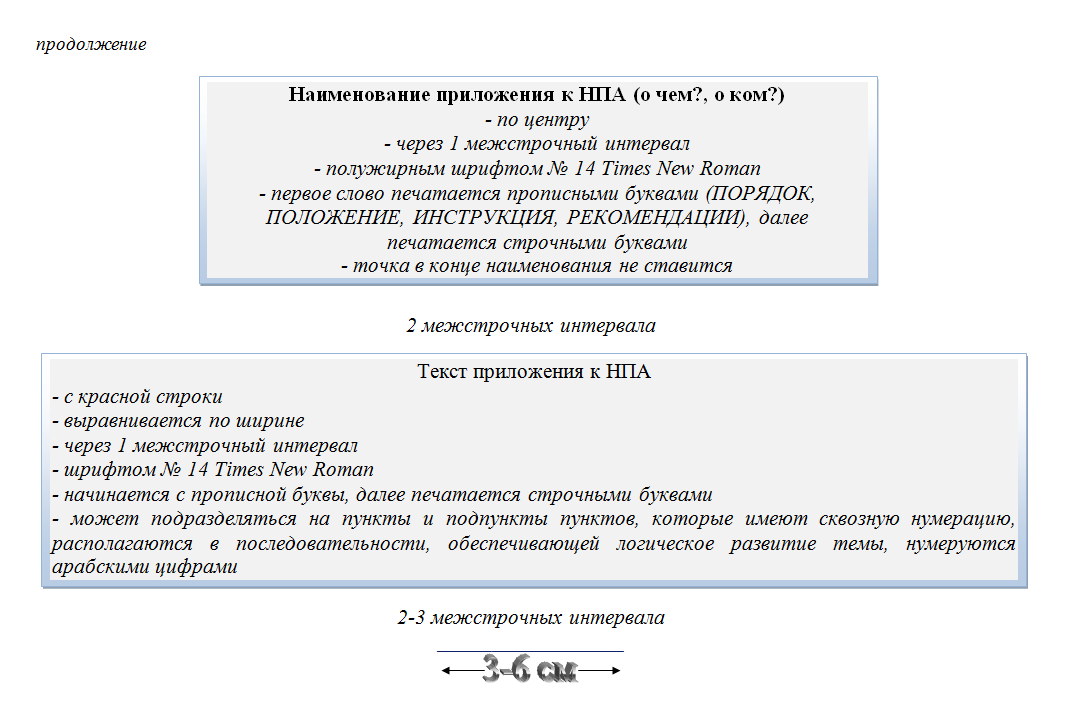 продолжение
Наименование приложения к НПА (о чем?, о ком?)
- по центру
- через 1 межстрочный интервал
- полужирным шрифтом № 14 Times New Roman
- первое слово печатается прописными буквами (ПОРЯДОК,
ПОЛОЖЕНИЕ, ИНСТРУКЦИЯ, РЕКОМЕНДАЦИИ), далее
печатается строчными буквами
- точка в конце наименования не ставится
2 межстрочных интервала
Текст приложения к НПА
- с красной строки
- выравнивается по ширине
- через 1 межстрочный интервал
- шрифтом № 14 Times New Roman
- начинается с прописной буквы, далее печатается строчными буквами
- может подразделяться на пункты и подпункты пунктов, которые имеют сквозную нумерацию,
располагаются в последовательности, обеспечивающей логическое развитие темы, нумеруются
арабскими цифрами
2-3 межстрочных интервала
3-6 см